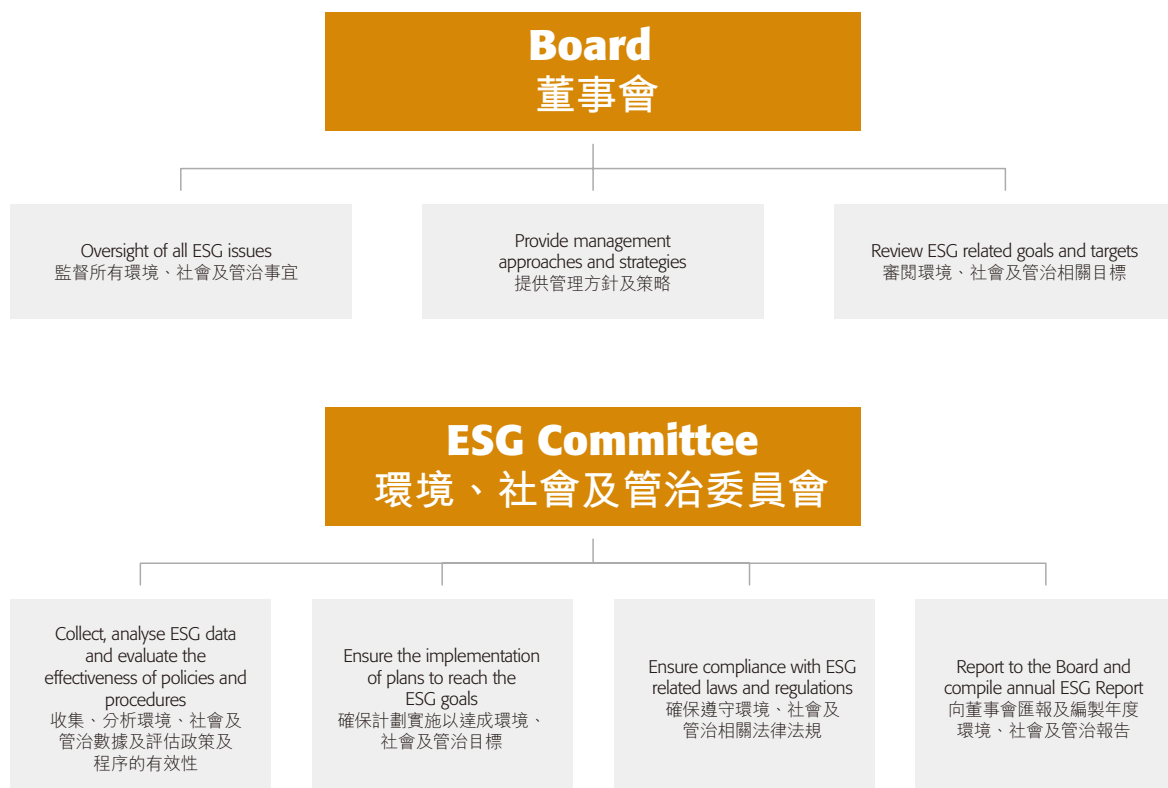 Board
董事會
Oversight of all ESG issues
監督所有環境、社會及管治事宜
Provide management
approaches and strategies
提供管理方針及策略
Review ESG related goals and targets
審閱環境、社會及管治相關目標
ESG Committee
環境、社會及管治委員會
Collect, analyse ESG data
and evaluate the
effectiveness of policies and
procedures
收集、分析環境、社會及
管治數據及評估政策及
程序的有效性
Ensure the implementation
of plans to reach the
ESG goals
確保計劃實施以達成環境、
社會及管治目標
Ensure compliance with ESG
related laws and regulations
確保遵守環境、社會及
管治相關法律法規
Report to the Board and
compile annual ESG Report
向董事會匯報及編製年度
環境、社會及管治報告